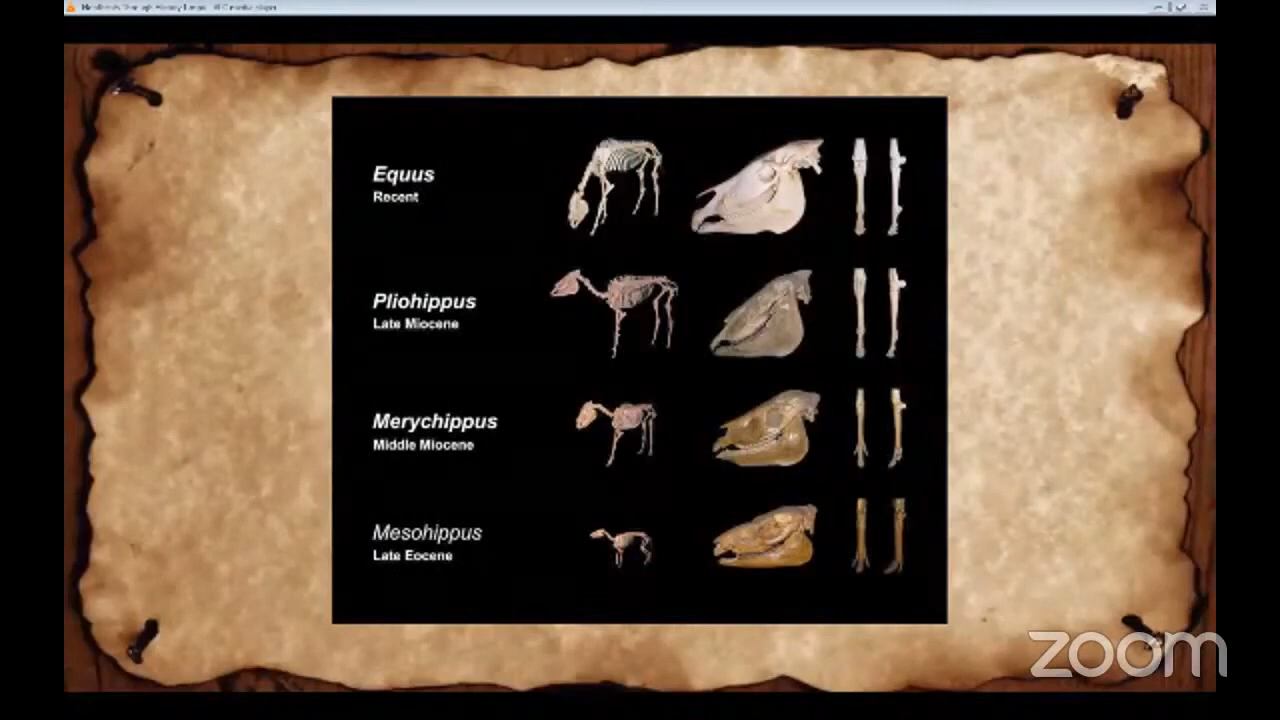 Equus
Recent
Pliohippus
Late Miocene
Merychippus
Middle Miocene
Mesohippus
Late Eocene
zoom